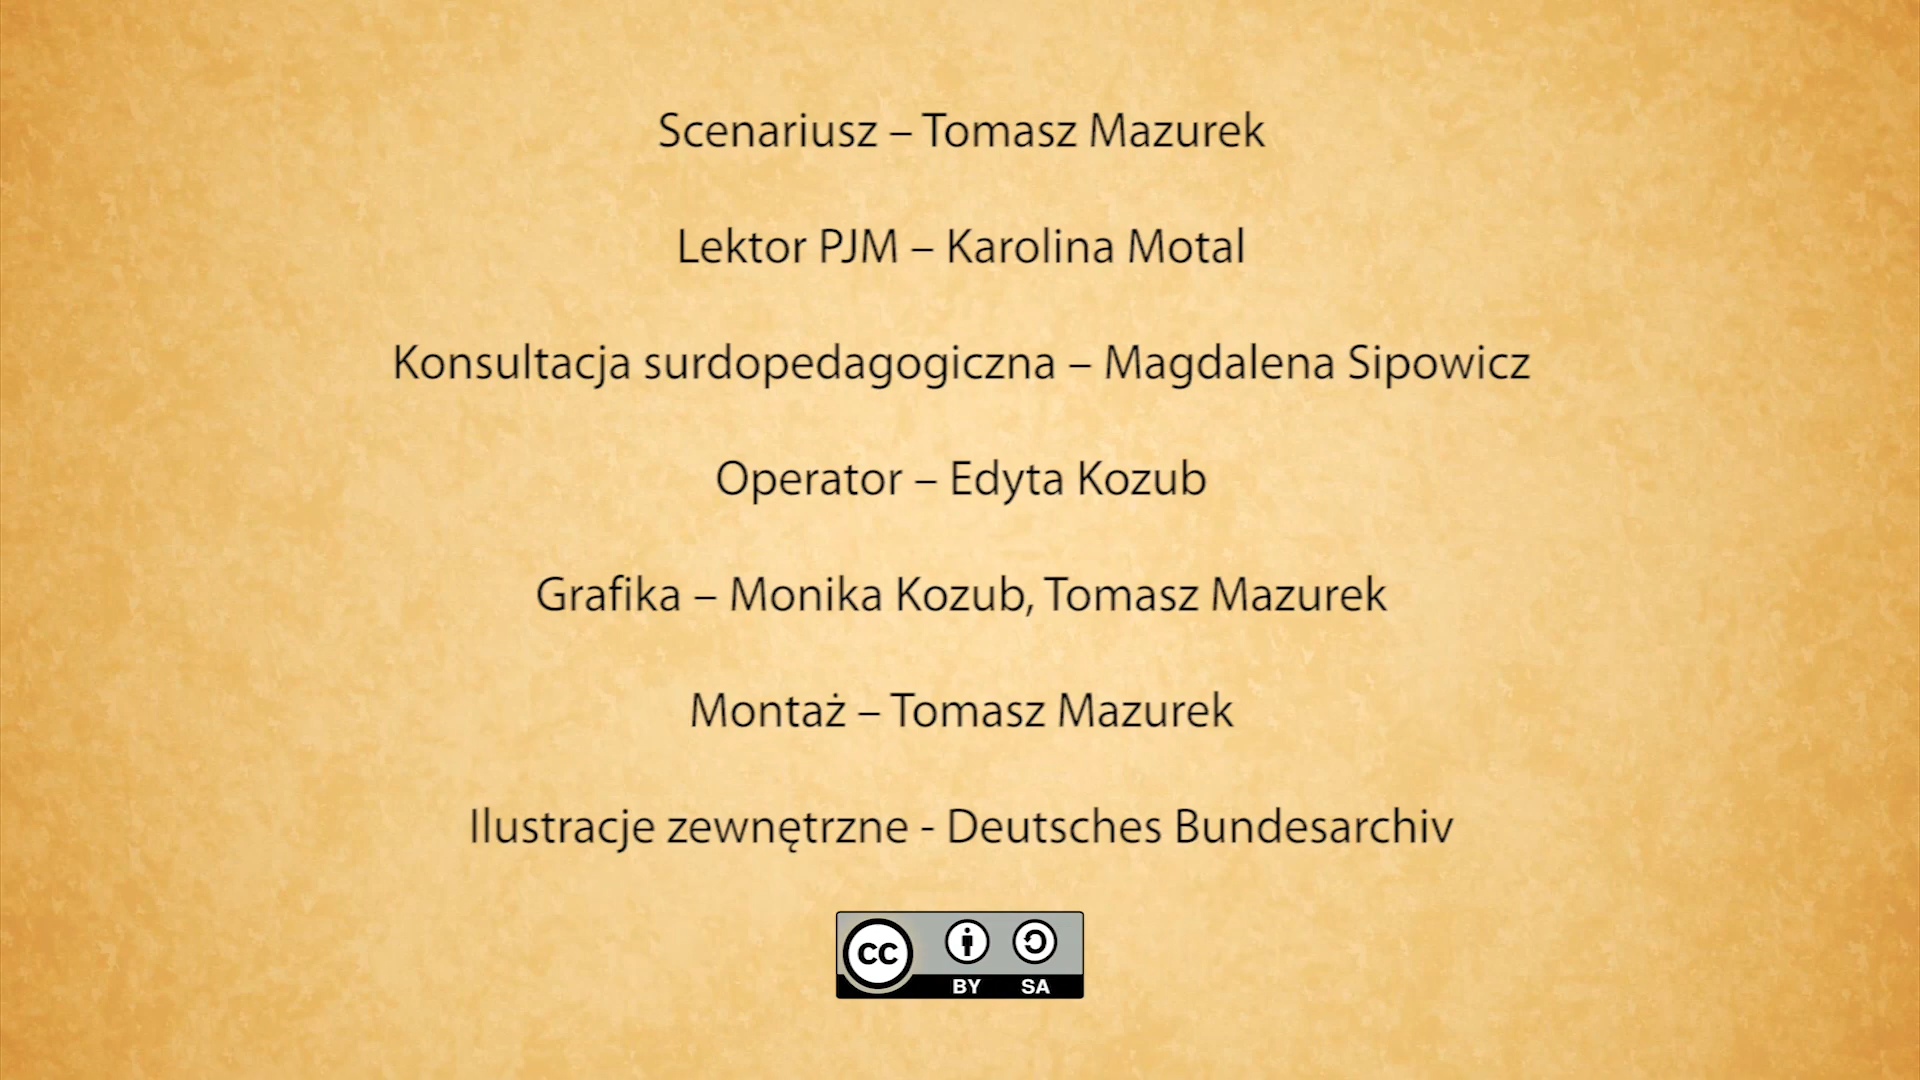 Scenariusz – Tomasz Mazurek
Lektor PJM – Karolina Motal
Konsultacja surdopedagogiczna – Magdalena Sipowicz
Operator – Edyta Kozub
Grafika – Monika Kozub, Tomasz Mazurek
Montaż – Tomasz Mazurek
Ilustracje zewnętrzne - Deutsches Bundesarchiv
cc
BY SA